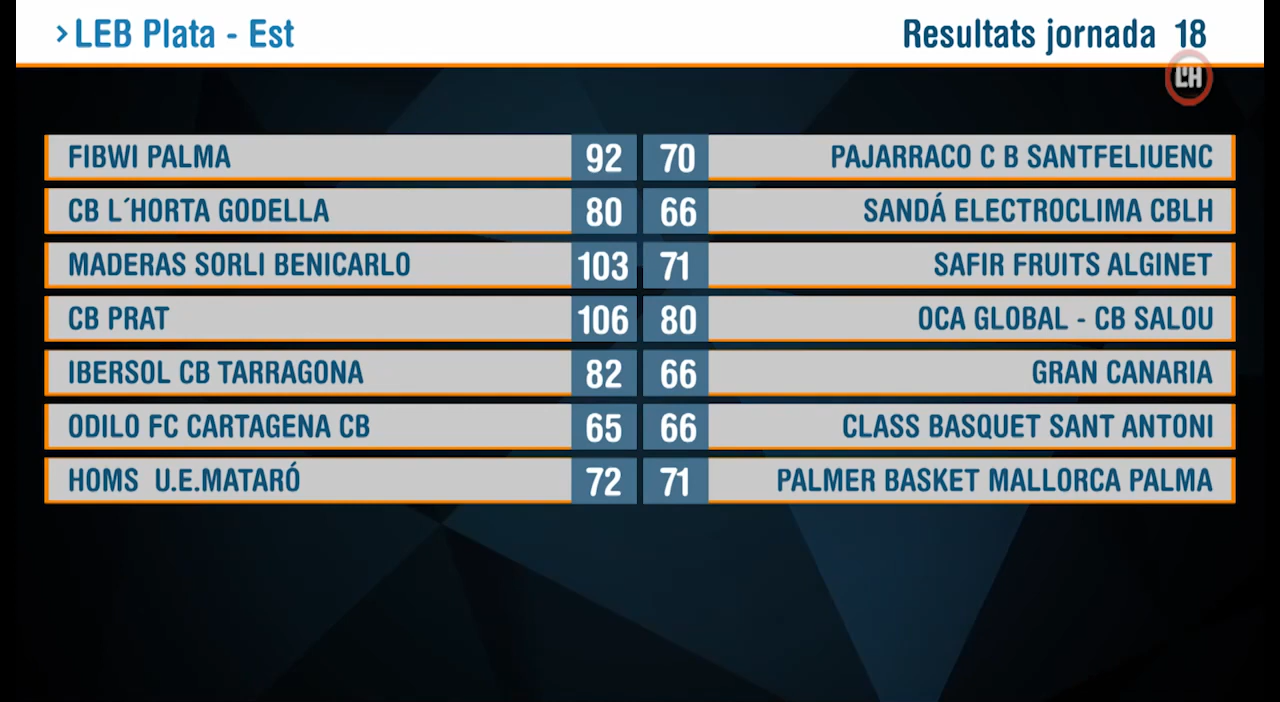 >LEB Plata - Est
Resultats jornada 18
L'H
FIBWI PALMA 92 70 PAJARRACO C B SANTFELIUENC
CB L´HORTA GODELLA 80 66 SANDÁ ELECTROCLIMA CBLH
MADERAS SORLI BENICARLO 103 71 SAFIR FRUITS ALGINET
CB PRAT 106 80 OCA GLOBAL - CB SALOU
IBERSOL CB TARRAGONA 82 66 GRAN CANARIA
ODILO FC CARTAGENA CB 65 66 CLASS BASQUET SANT ANTONI
HOMS U.E.MATARÓ 72 71 PALMER BASKET MALLORCA PALMA